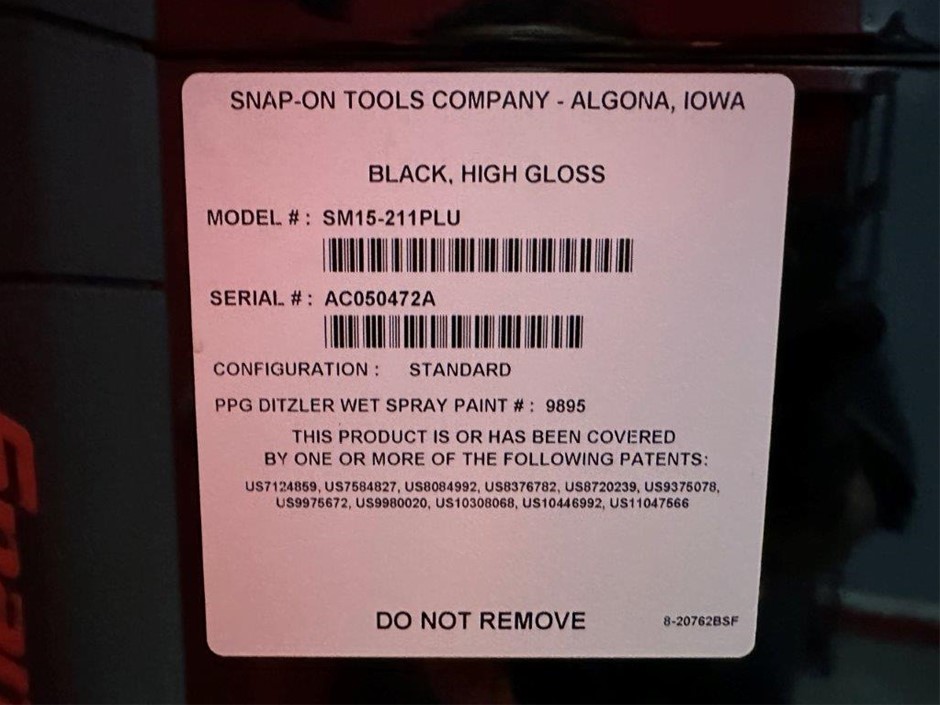 SNAP-ON TOOLS COMPANY - ALGONA, IOWA
BLACK, HIGH GLOSS
MODEL # : SM15-211PLU
SERIAL # : AC050472A
CONFIGURATION : STANDARD
PPG DITZLER WET SPRAY PAINT # : 9895
THIS PRODUCT IS OR HAS BEEN COVERED
BY ONE OR MORE OF THE FOLLOWING PATENTS:
US7124859, US7584827, US8084992, US8376782, US8720239, US9375078,
US9975672, US9980020, US10308068, US10446992, US11047566
DO NOT REMOVE
8-20762BSF